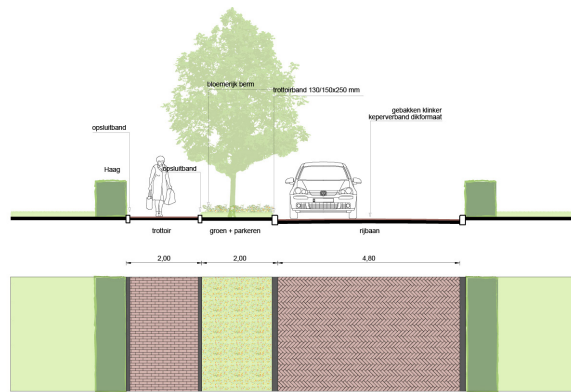 bloemerijk berm
trottoirband 130/150x250 mm
gebakken klinker
keperverband dikformaat
opsluitband
Haag
opsluitband
trottoir
groen + parkeren
rijbaan
2,00
2,00
4,80